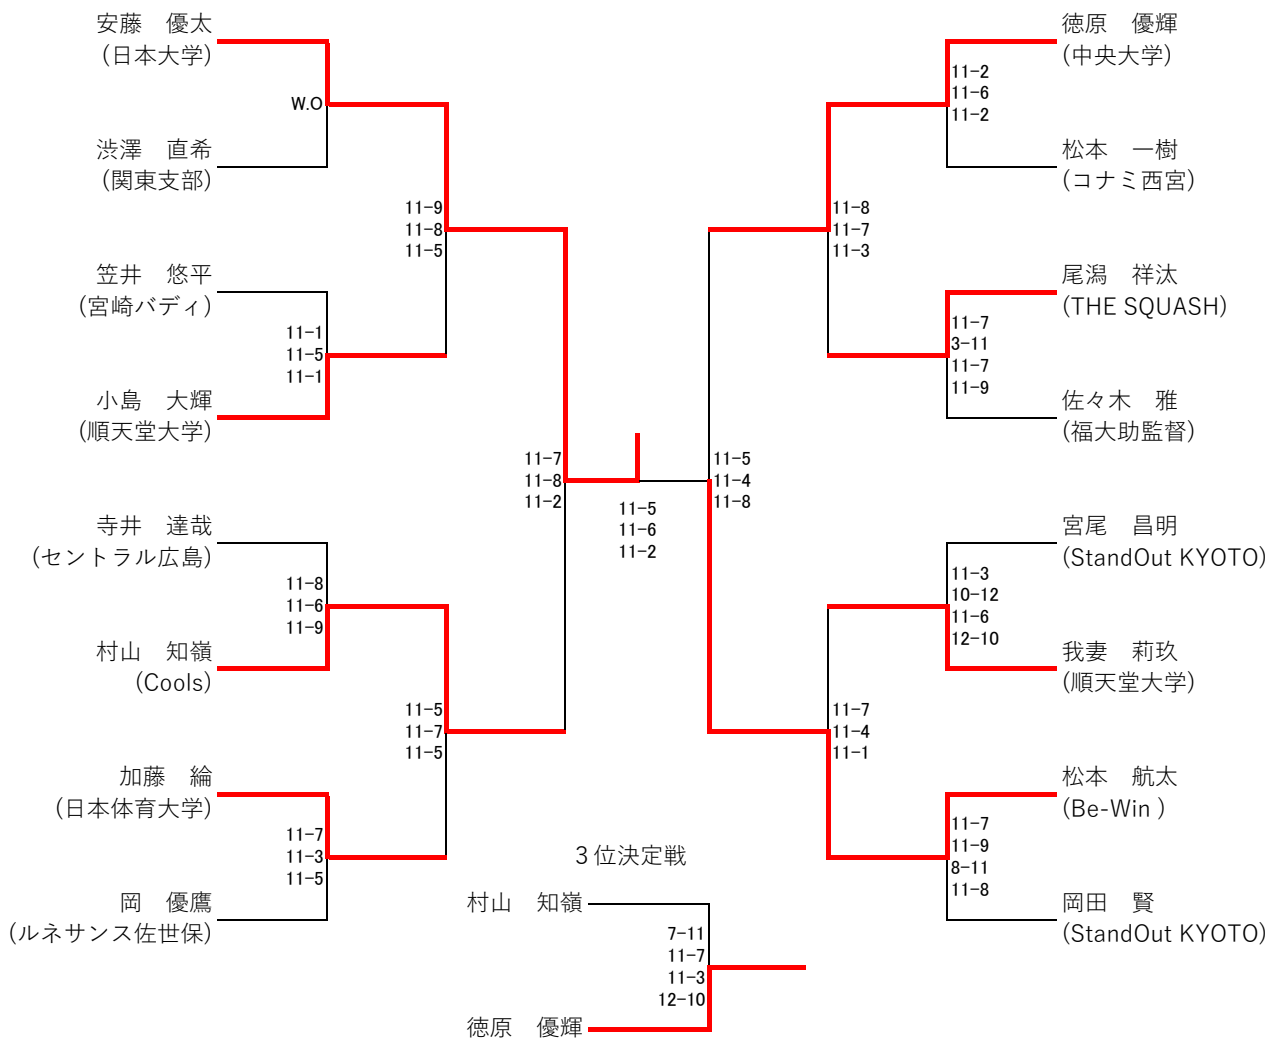 安藤　優太
(日本大学)
W.O
渋澤　直希
(関東支部)
11-9
11-8
11-5
笠井　悠平
(宮崎バディ)
11-1
11-5
11-1
小島　大輝
(順天堂大学)
11-7
11-8
11-2
寺井　達哉
(セントラル広島)
11-8
11-6
11-9
村山　知嶺
(Cools)
11-5
11-7
11-5
加藤　綸
(日本体育大学)
11-7
11-3
11-5
岡　優鷹
(ルネサンス佐世保)
11-5
11-6
11-2
徳原　優輝
(中央大学)
11-2
11-6
11-2
松本　一樹
(コナミ西宮)
11-8
11-7
11-3
尾潟　祥汰
(THE SQUASH)
11-7
3-11
11-7
11-9
佐々木　雅
(福大助監督)
11-5
11-4
11-8
宮尾　昌明
(StandOut KYOTO)
11-3
10-12
11-6
12-10
我妻　莉玖
(順天堂大学)
11-7
11-4
11-1
松本　航太
(Be-Win )
11-7
11-9
8-11
11-8
岡田　賢
(StandOut KYOTO)
３位決定戦
村山　知嶺
7-11
11-7
11-3
12-10
徳原　優輝